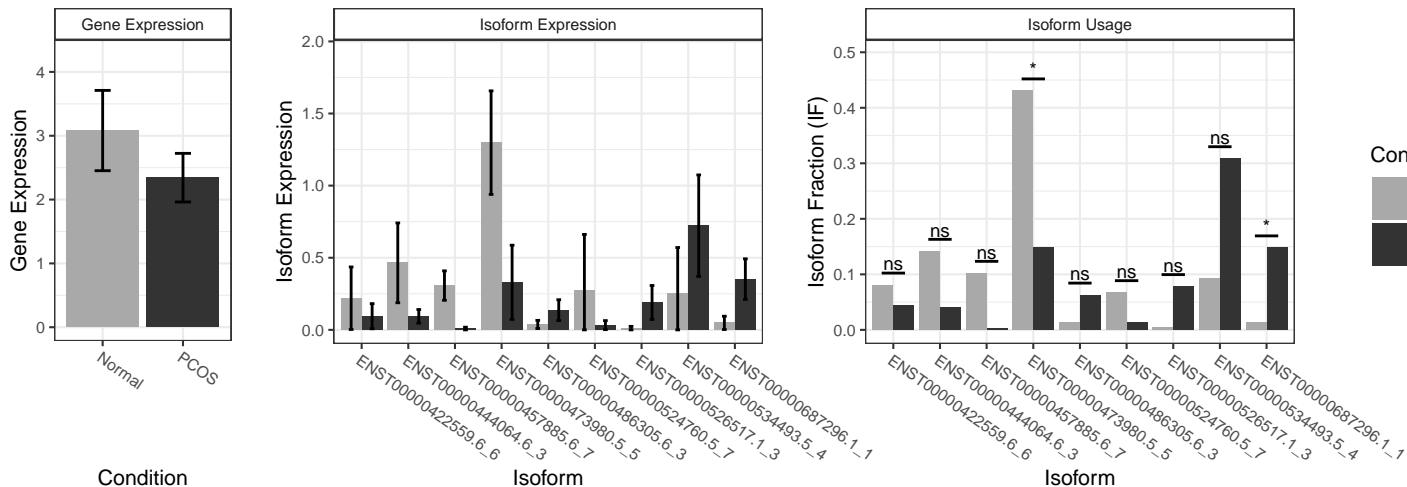 Gene Expression
Gene Expression
4
3
2
1
0
Normal
PCOS
Condition
Isoform Expression
Isoform Expression
2.0
1.5
1.0
0.5
0.0
ENST00000422559.6_6
ENST00000444064.6_3
ENST00000457885.6_7
ENST00000473980.5_5
ENST00000486305.6_3
ENST00000524760.5_7
ENST00000526517.1_3
ENST00000534493.5_4
ENST00000687296.1_1
Isoform
Isoform Usage
Isoform Fraction (IF)
0.5
0.4
0.3
0.2
0.1
0.0
ns
ns
ns
*
ns
ns
ns
ns
*
ENST00000422559.6_6
ENST00000444064.6_3
ENST00000457885.6_7
ENST00000473980.5_5
ENST00000486305.6_3
ENST00000524760.5_7
ENST00000526517.1_3
ENST00000534493.5_4
ENST00000687296.1_1
Isoform
Con